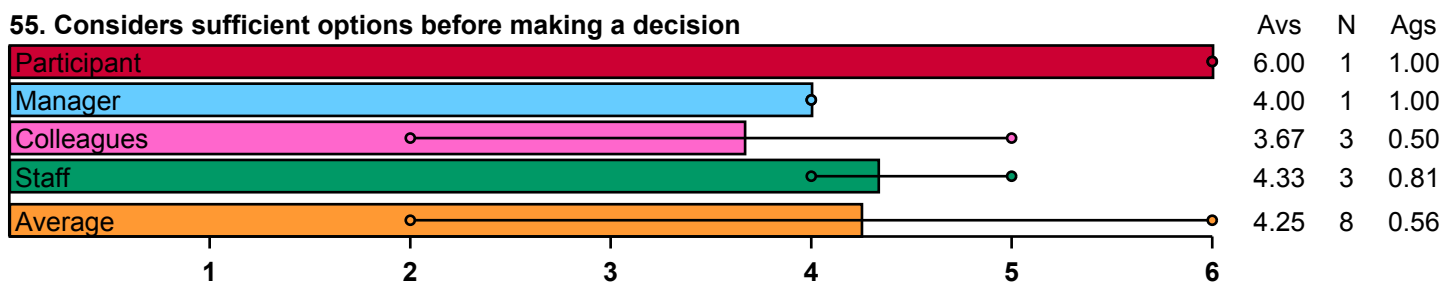 55. Considers sufficient options before making a decision Avs N Ags
Participant 6.00 1 1.00
Manager 4.00 1 1.00
Colleagues 3.67 3 0.50
Staff 4.33 3 0.81
Average 4.25 8 0.56
1 2 3 4 5 6